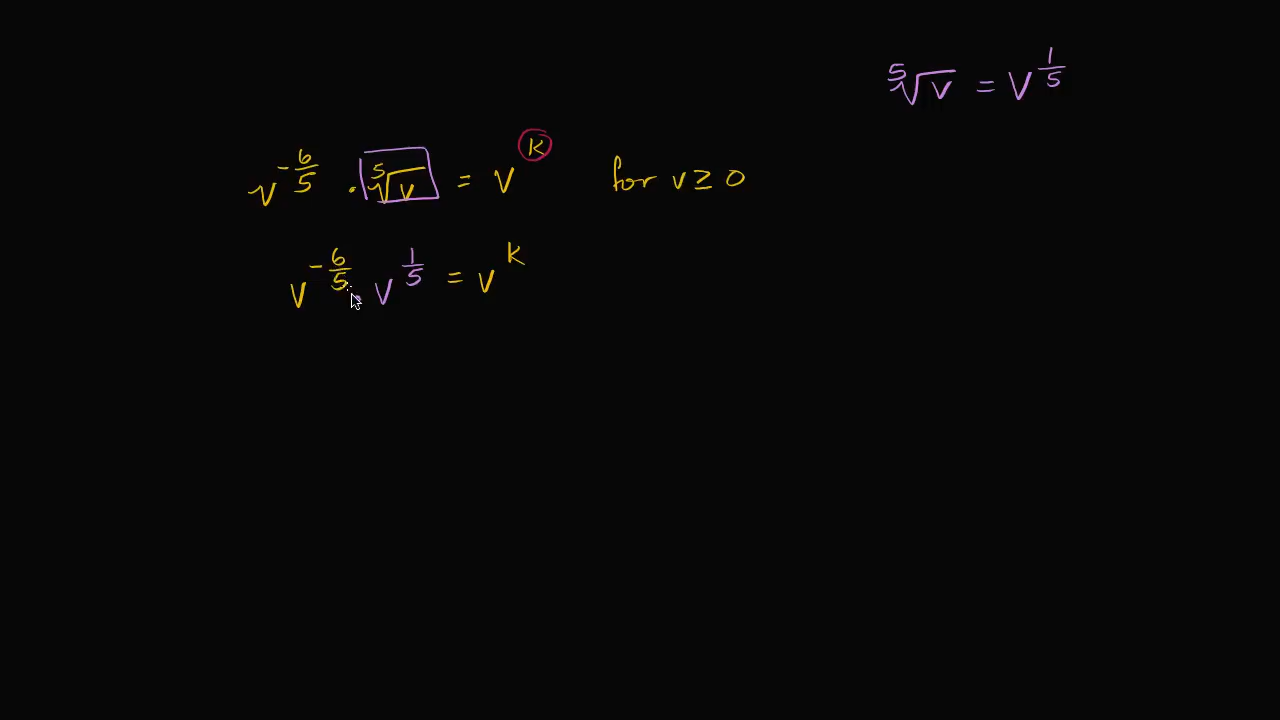 ⁵√v = v^(1/5)
v^(-6/5) · ⁵√v = v^k for v ≥ 0
v^(-6/5) · v^(1/5) = v^k